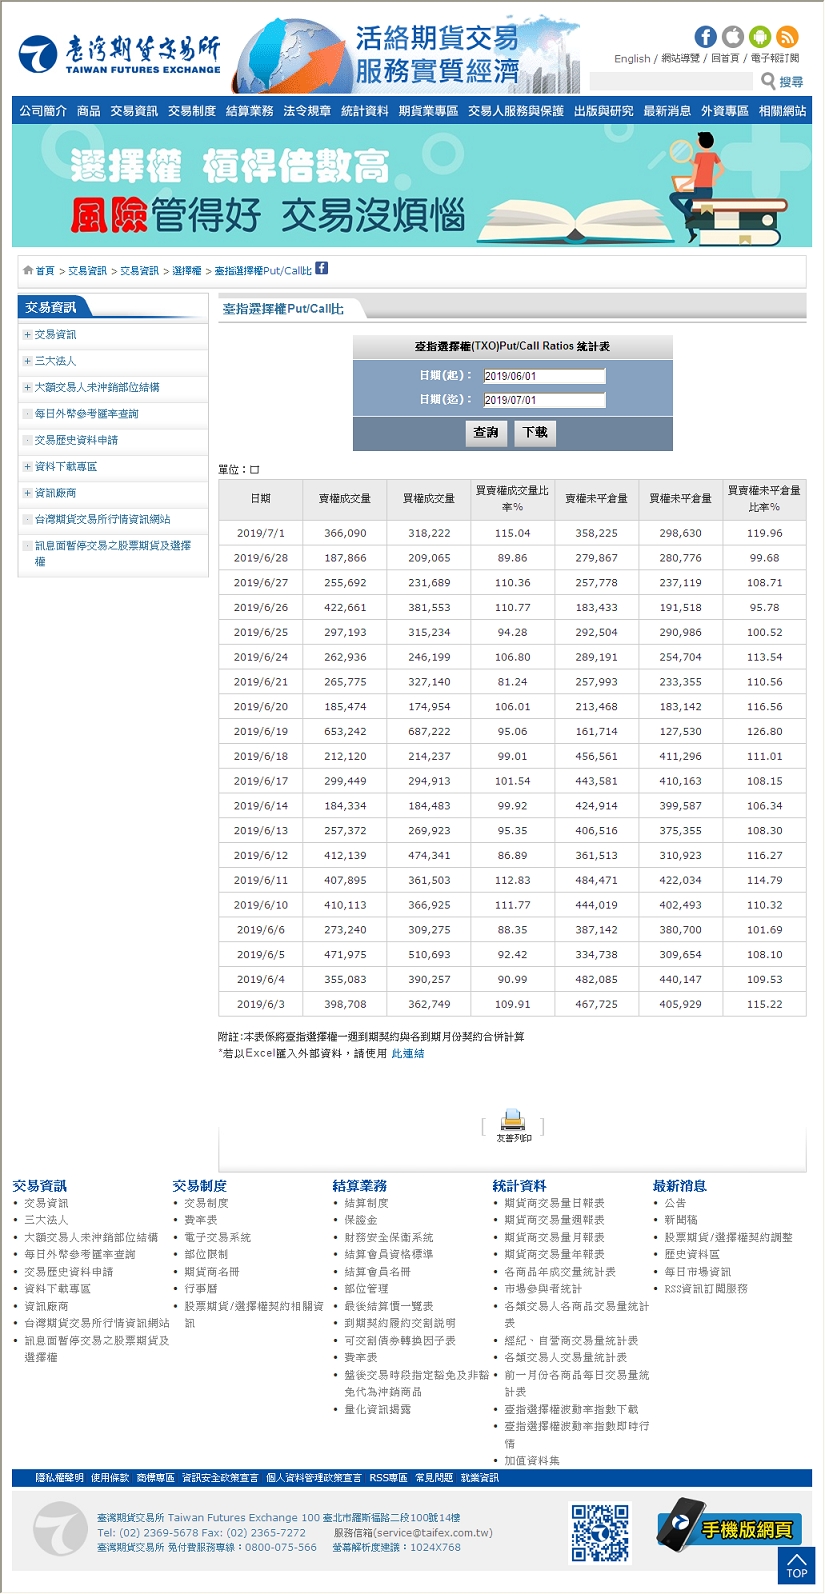 臺灣期貨交易所
TAIWAN FUTURES EXCHANGE
活絡期貨交易
服務實質經濟
English / 網站導覽 / 回首頁 / 電子報訂閱
搜尋
公司簡介 商品 交易資訊 交易制度 結算業務 法令規章 統計資料 期貨業專區 交易人服務與保護 出版與研究 最新消息 外資專區 相關網站
選擇權 槓桿倍數高
風險管得好 交易沒煩惱
首頁 > 交易資訊 > 交易資訊 > 選擇權 > 臺指選擇權Put/Call比
交易資訊
交易資訊
三大法人
大額交易人未沖銷部位結構
每日外幣參考匯率查詢
交易歷史資料申請
資料下載專區
資訊廠商
台灣期貨交易所行情資訊網站
訊息面暫停交易之股票期貨及選擇
權
臺指選擇權Put/Call比
臺指選擇權(TXO)Put/Call Ratios 統計表
日期(起)： 2019/06/01
日期(迄)： 2019/07/01
查詢 下載
單位：口
日期 賣權成交量 買權成交量 買賣權成交量比率% 賣權未平倉量 買權未平倉量 買賣權未平倉量比率%
2019/7/1 366,090 318,222 115.04 358,225 298,630 119.96
2019/6/28 187,866 209,065 89.86 279,867 280,776 99.68
2019/6/27 255,692 231,689 110.36 257,778 237,119 108.71
2019/6/26 422,661 381,553 110.77 183,433 191,518 95.78
2019/6/25 297,193 315,234 94.28 292,504 290,986 100.52
2019/6/24 262,936 246,199 106.80 289,191 254,704 113.54
2019/6/21 265,775 327,140 81.24 257,993 233,355 110.56
2019/6/20 185,474 174,954 106.01 213,468 183,142 116.56
2019/6/19 653,242 687,222 95.06 161,714 127,530 126.80
2019/6/18 212,120 214,237 99.01 456,561 411,296 111.01
2019/6/17 299,449 294,913 101.54 443,581 410,163 108.15
2019/6/14 184,334 184,483 99.92 424,914 399,587 106.34
2019/6/13 257,372 269,923 95.35 406,516 375,355 108.30
2019/6/12 412,139 474,341 86.89 361,513 310,923 116.27
2019/6/11 407,895 361,503 112.83 484,471 422,034 114.79
2019/6/10 410,113 366,925 111.77 444,019 402,493 110.32
2019/6/6 273,240 309,275 88.35 387,142 380,700 101.69
2019/6/5 471,975 510,693 92.42 334,738 309,654 108.10
2019/6/4 355,083 390,257 90.99 482,085 440,147 109.53
2019/6/3 398,708 362,749 109.91 467,725 405,929 115.22
附註:本表係將臺指選擇權一週到期契約與各到期月份契約合併計算
*若以Excel匯入外部資料，請使用 此連結
[ 友善列印 ]
交易資訊
• 交易資訊
• 三大法人
• 大額交易人未沖銷部位結構
• 每日外幣參考匯率查詢
• 交易歷史資料申請
• 資料下載專區
• 資訊廠商
• 台灣期貨交易所行情資訊網站
• 訊息面暫停交易之股票期貨及
選擇權
交易制度
• 交易制度
• 費率表
• 電子交易系統
• 部位限制
• 期貨商名冊
• 行事曆
• 股票期貨/選擇權契約相關資
訊
結算業務
• 結算制度
• 保證金
• 財務安全保衛系統
• 結算會員資格標準
• 結算會員名冊
• 部位管理
• 最後結算價一覽表
• 到期契約履約交割說明
• 可交割債券轉換因子表
• 費率表
• 盤後交易時段指定豁免及非豁
免代為沖銷商品
• 量化資訊揭露
統計資料
• 期貨商交易量日報表
• 期貨商交易量週報表
• 期貨商交易量月報表
• 期貨商交易量年報表
• 各商品年成交量統計表
• 市場參與者統計
• 各類交易人各商品交易量統計
表
• 經紀、自營商交易量統計表
• 各類交易人交易量統計表
• 前一月份各商品每日交易量統
計表
• 臺指選擇權波動率指數下載
• 臺指選擇權波動率指數即時行
情
• 加值資料集
最新消息
• 公告
• 新聞稿
• 股票期貨/選擇權契約調整
• 歷史資料區
• 每日市場資訊
• RSS資訊訂閱服務
隱私權聲明 使用條款 商標專區 資訊安全政策宣言 個人資料管理政策宣言 RSS專區 常見問題 就業資訊
臺灣期貨交易所 Taiwan Futures Exchange 100 臺北市羅斯福路二段100號14樓
Tel: (02) 2369-5678 Fax: (02) 2365-7272 服務信箱(service@taifex.com.tw)
臺灣期貨交易所 免付費服務專線：0800-075-566 螢幕解析度建議：1024X768
手機版網頁
TOP